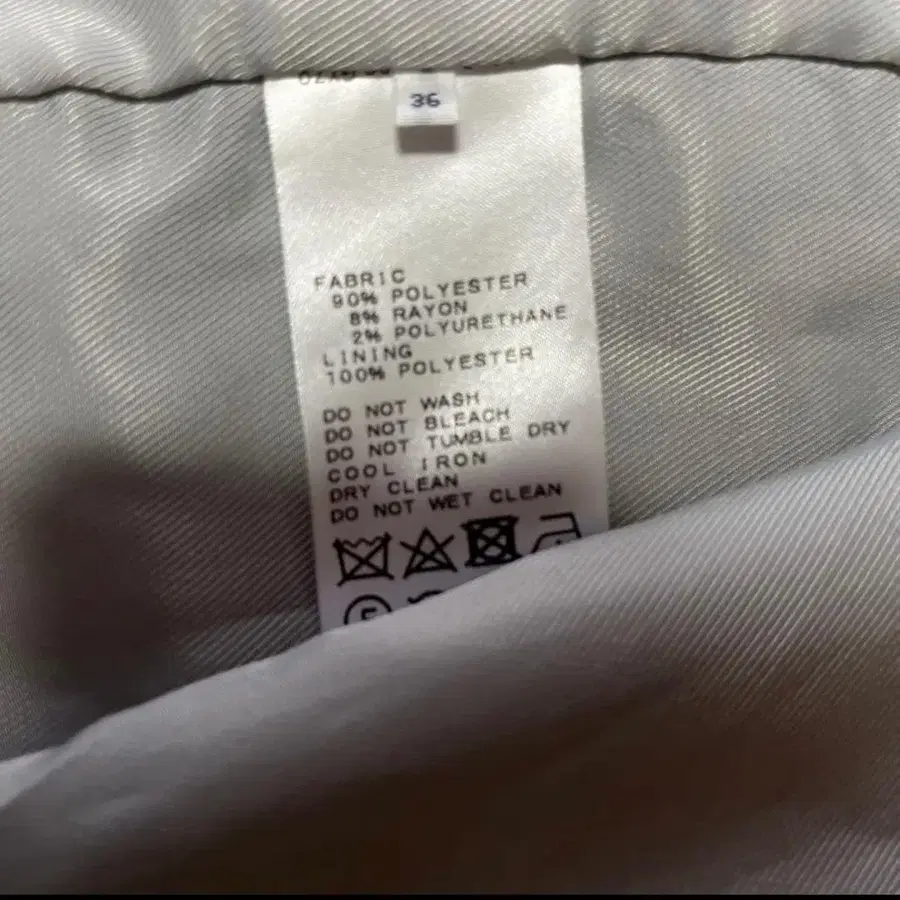 36
FABRIC
90% POLYESTER
8% RAYON
2% POLYURETHANE
LINING
100% POLYESTER
DO NOT WASH
DO NOT BLEACH
DO NOT TUMBLE DRY
COOL IRON
DRY CLEAN
DO NOT WET CLEAN